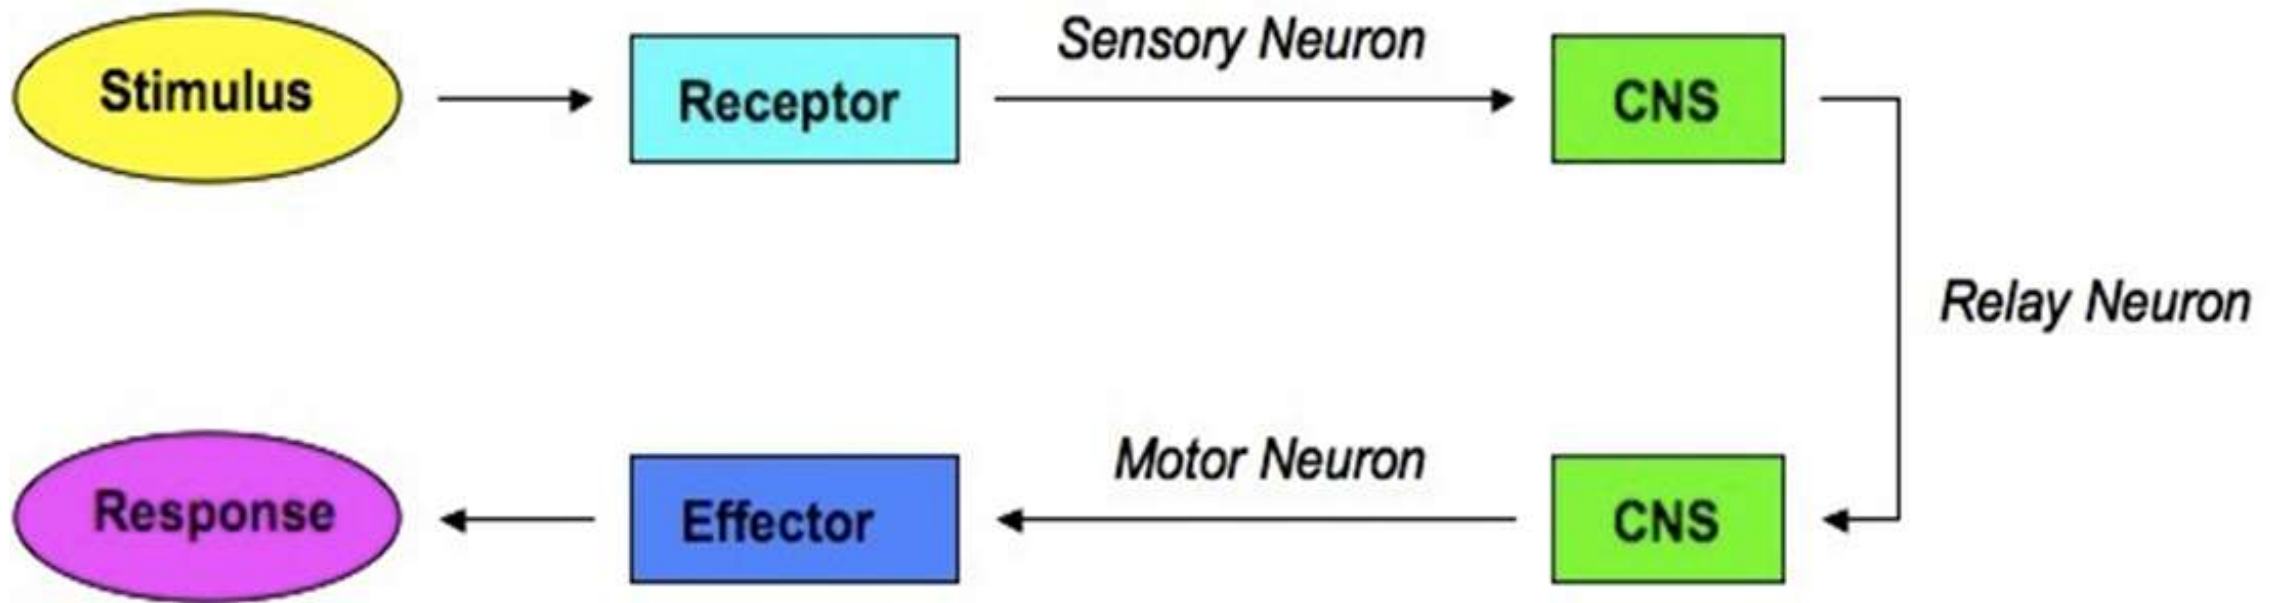 Stimulus
Receptor
Sensory Neuron
CNS
Relay Neuron
Response
Effector
Motor Neuron
CNS